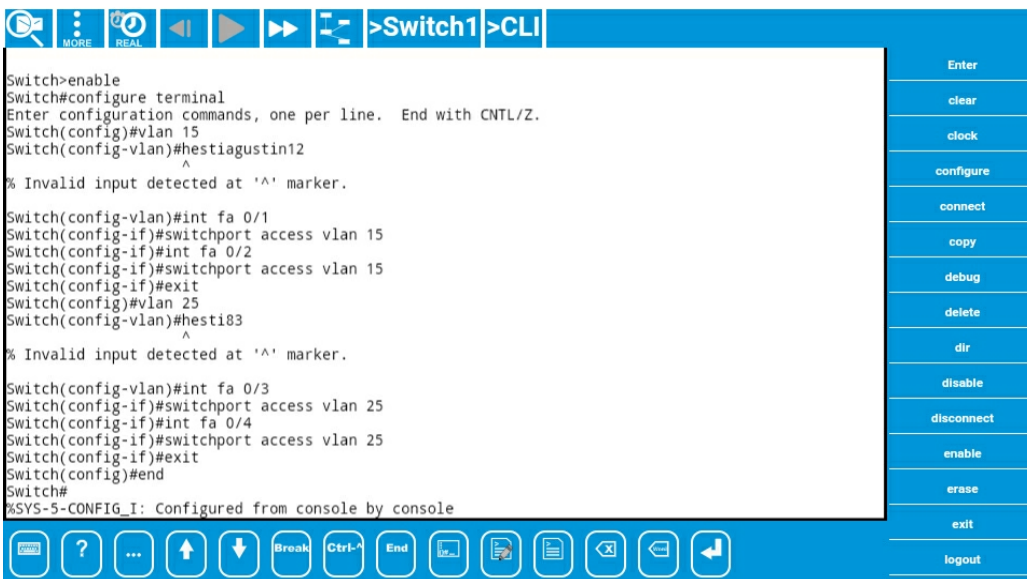 MORE
REAL
>Switch1 >CLI
Switch>enable
Switch#configure terminal
Enter configuration commands, one per line.  End with CNTL/Z.
Switch(config)#vlan 15
Switch(config-vlan)#hestiagustin12
^
% Invalid input detected at '^' marker.
Switch(config-vlan)#int fa 0/1
Switch(config-if)#switchport access vlan 15
Switch(config-if)#int fa 0/2
Switch(config-if)#switchport access vlan 15
Switch(config-if)#exit
Switch(config)#vlan 25
Switch(config-vlan)#hesti83
^
% Invalid input detected at '^' marker.
Switch(config-vlan)#int fa 0/3
Switch(config-if)#switchport access vlan 25
Switch(config-if)#int fa 0/4
Switch(config-if)#switchport access vlan 25
Switch(config-if)#exit
Switch(config)#end
Switch#
%SYS-5-CONFIG_I: Configured from console by console
Enter
clear
clock
configure
connect
copy
debug
delete
dir
disable
disconnect
enable
erase
exit
logout
?
...
Break
Ctrl-^
End